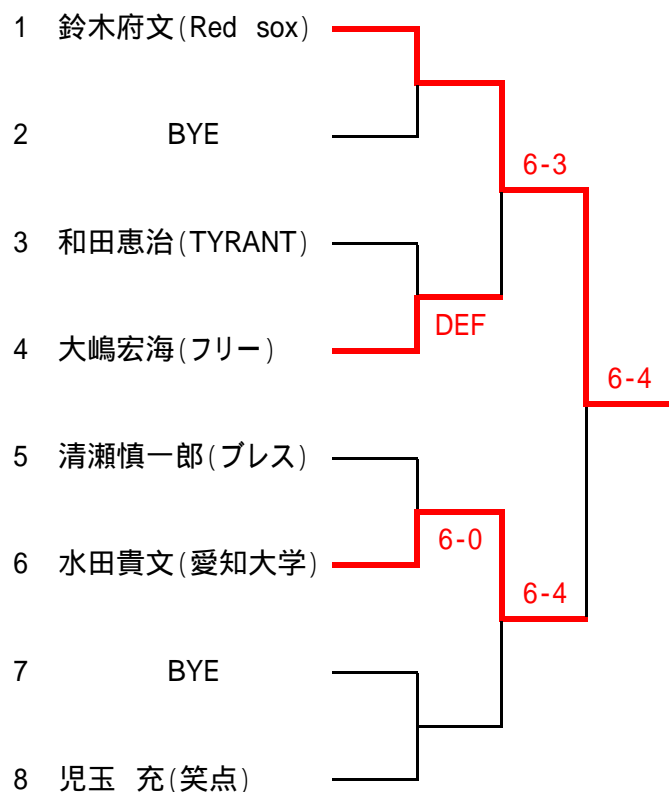 1 鈴木府文(Red sox)
2 BYE
6-3
3 和田恵治(TYRANT)
DEF
4 大嶋宏海(フリー)
6-4
5 清瀬慎一郎(ブレス)
6-0
6 水田貴文(愛知大学)
6-4
7 BYE
8 児玉 充(笑点)